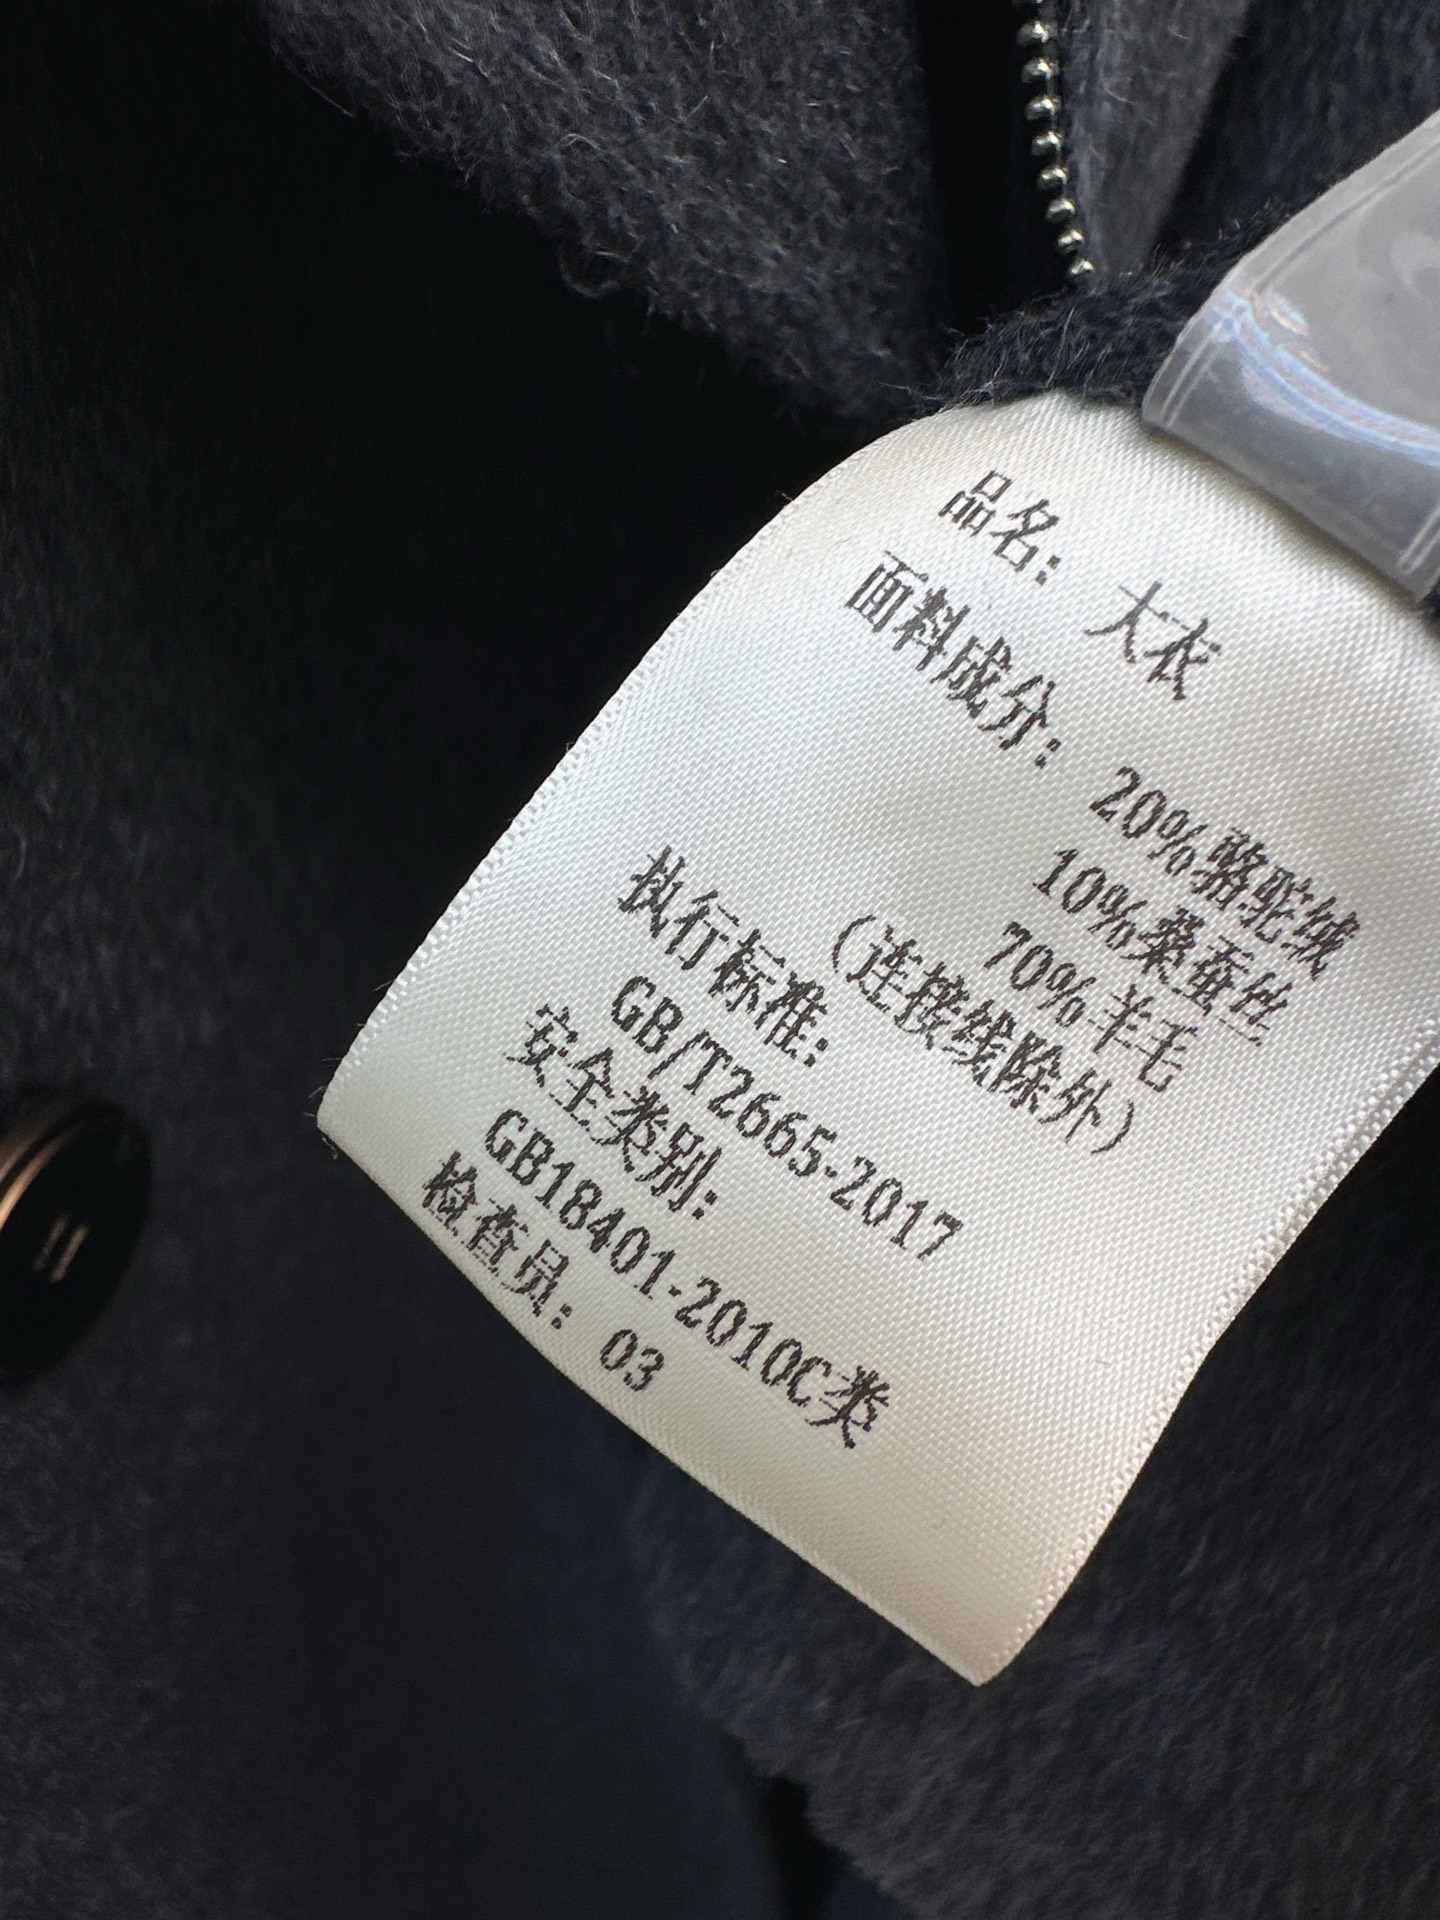 品名：大衣
面料成分：20%骆驼绒
10%桑蚕丝
70%羊毛
（连接线除外）
执行标准：
GB/T2665-2017
安全类别：
GB18401-2010C类
检查员：03